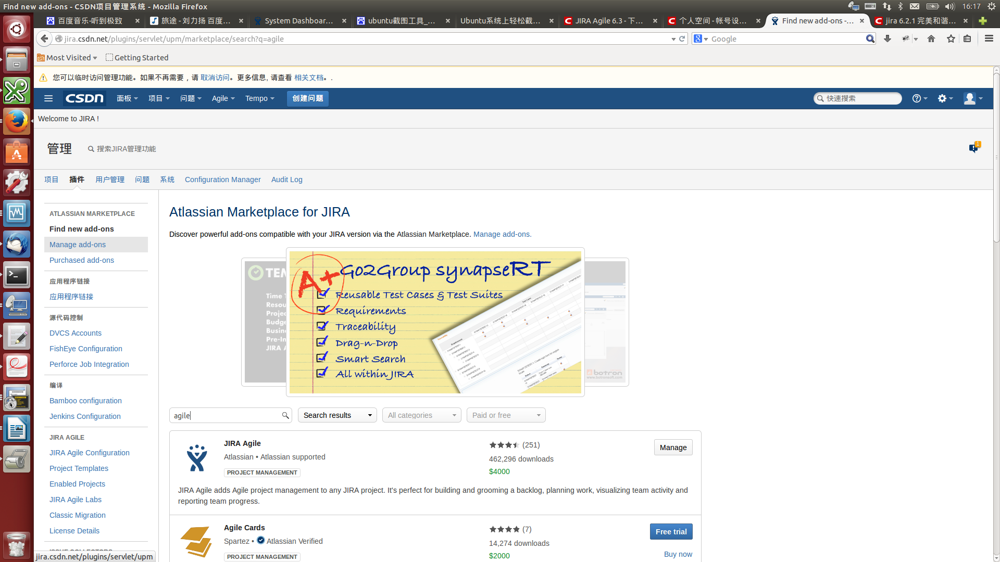 Find new add-ons - CSDN项目管理系统 - Mozilla Firefox
16:17
百度音乐-听到极致
旅途 - 刘力扬 百度...
System Dashboar...
ubuntu截图工具_...
Ubuntu系统上轻松截...
JIRA Agile 6.3 - 下...
个人空间 - 帐号设...
Find new add-ons -...
jira 6.2.1 完美和谐...
jira.csdn.net/plugins/servlet/upm/marketplace/search?q=agile
Google
Most Visited
Getting Started
您可以临时访问管理功能。如果不再需要，请 取消访问。更多信息, 请查看 相关文档。.
CSDN
面板
项目
问题
Agile
Tempo
创建问题
快速搜索
Welcome to JIRA !
管理
搜索JIRA管理功能
1
项目
插件
用户管理
问题
系统
Configuration Manager
Audit Log
ATLASSIAN MARKETPLACE
Find new add-ons
Manage add-ons
Purchased add-ons
应用程序链接
应用程序链接
源代码控制
DVCS Accounts
FishEye Configuration
Perforce Job Integration
编译
Bamboo configuration
Jenkins Configuration
JIRA AGILE
JIRA Agile Configuration
Project Templates
Enabled Projects
JIRA Agile Labs
Classic Migration
License Details
ISSUE COLLECTORS
jira.csdn.net/plugins/servlet/upm
Atlassian Marketplace for JIRA
Discover powerful add-ons compatible with your JIRA version via the Atlassian Marketplace. Manage add-ons.
TEM
Time T
Resou
Projec
Budge
Busin
Pre-In
JIRA A
A+
Go2Group synapseRT
Reusable Test Cases & Test Suites
Requirements
Traceability
Drag-n-Drop
Smart Search
All within JIRA
botron
www.botronsoft.com
agile
Search results
All categories
Paid or free
JIRA Agile
Atlassian • Atlassian supported
PROJECT MANAGEMENT
(251)
462,296 downloads
$4000
Manage
JIRA Agile adds Agile project management to any JIRA project. It's perfect for building and grooming a backlog, planning work, visualizing team activity and
reporting team progress.
Agile Cards
Spartez • Atlassian Verified
PROJECT MANAGEMENT
(7)
14,274 downloads
$2000
Free trial
Buy now